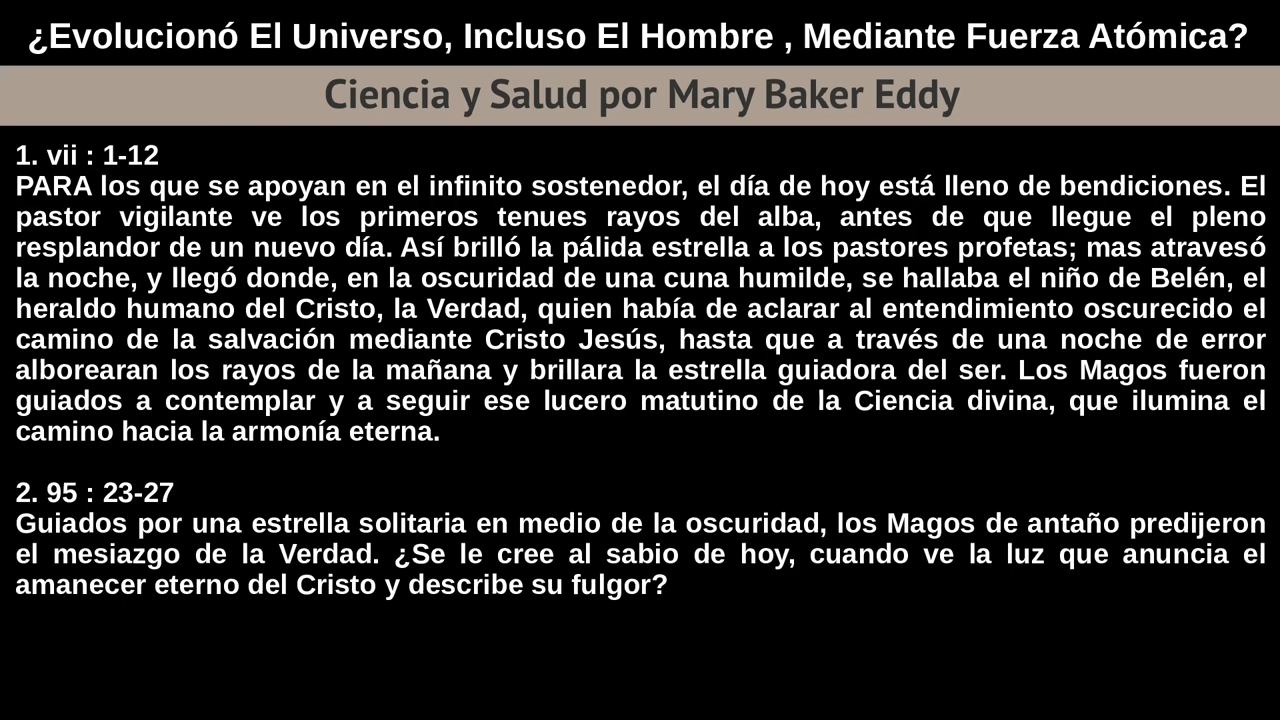 ¿Evolucionó El Universo, Incluso El Hombre , Mediante Fuerza Atómica?
Ciencia y Salud por Mary Baker Eddy
1. vii : 1-12
PARA los que se apoyan en el infinito sostenedor, el día de hoy está lleno de bendiciones. El
pastor vigilante ve los primeros tenues rayos del alba, antes de que llegue el pleno
resplandor de un nuevo día. Así brilló la pálida estrella a los pastores profetas; mas atravesó
la noche, y llegó donde, en la oscuridad de una cuna humilde, se hallaba el niño de Belén, el
heraldo humano del Cristo, la Verdad, quien había de aclarar al entendimiento oscurecido el
camino de la salvación mediante Cristo Jesús, hasta que a través de una noche de error
alborearan los rayos de la mañana y brillara la estrella guiadora del ser. Los Magos fueron
guiados a contemplar y a seguir ese lucero matutino de la Ciencia divina, que ilumina el
camino hacia la armonía eterna.
2. 95 : 23-27
Guiados por una estrella solitaria en medio de la oscuridad, los Magos de antaño predijeron
el mesiazgo de la Verdad. ¿Se le cree al sabio de hoy, cuando ve la luz que anuncia el
amanecer eterno del Cristo y describe su fulgor?